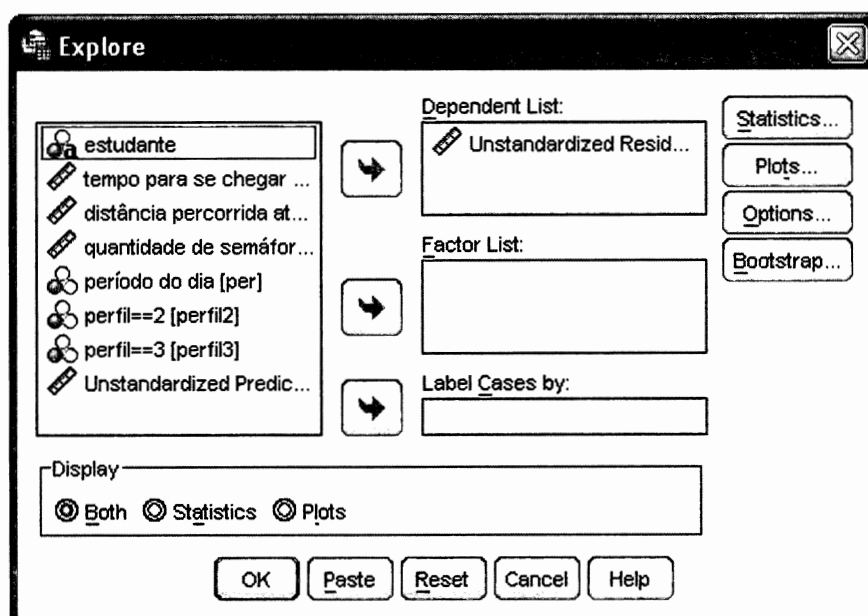 Explore
estudante
tempo para se chegar ...
distância percorrida at...
quantidade de semáfor...
período do dia [per]
perfil==2 [perfil2]
perfil==3 [perfil3]
Unstandardized Predic...
Dependent List:
Unstandardized Resid...
Factor List:
Label Cases by:
Statistics...
Plots...
Options...
Bootstrap...
Display
Both Statistics Plots
OK Paste Reset Cancel Help